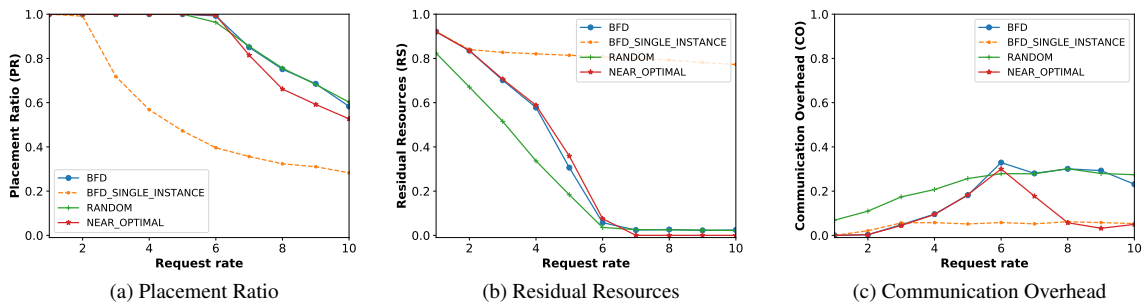 Placement Ratio (PR)
1.0
0.8
0.6
0.4
0.2
0.0
BFD
BFD_SINGLE_INSTANCE
RANDOM
NEAR_OPTIMAL
2 4 6 8 10
Request rate
(a) Placement Ratio
Residual Resources (RS)
1.0
0.8
0.6
0.4
0.2
0.0
BFD
BFD_SINGLE_INSTANCE
RANDOM
NEAR_OPTIMAL
2 4 6 8 10
Request rate
(b) Residual Resources
Communication Overhead (CO)
1.0
0.8
0.6
0.4
0.2
0.0
BFD
BFD_SINGLE_INSTANCE
RANDOM
NEAR_OPTIMAL
2 4 6 8 10
Request rate
(c) Communication Overhead